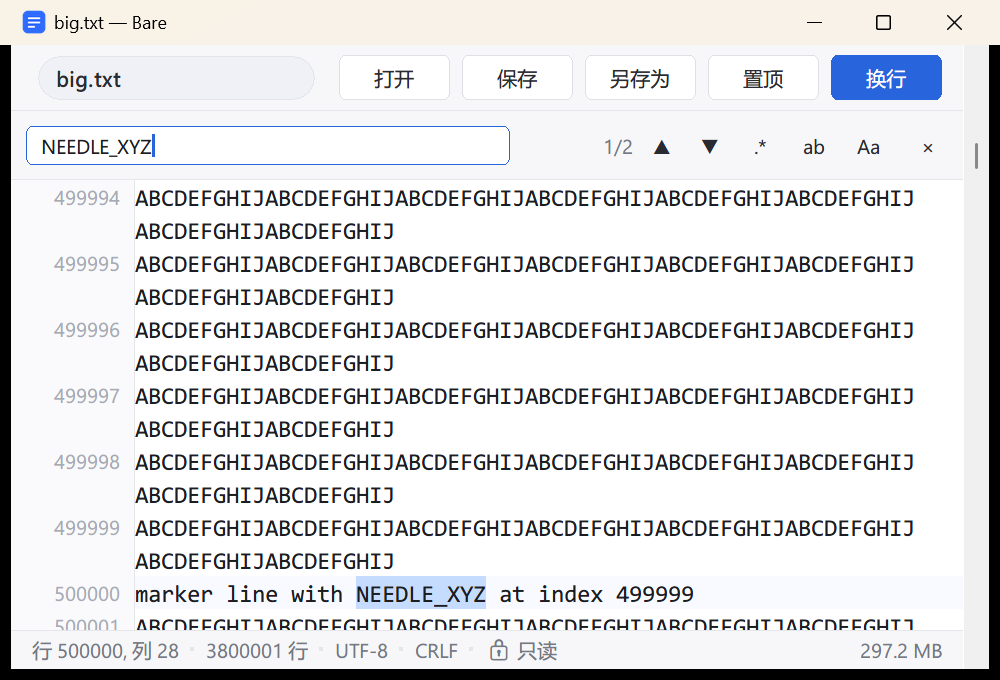 big.txt — Bare
big.txt 打开 保存 另存为 置顶 换行
NEEDLE_XYZ 1/2 ▲ ▼ .* ab Aa ×
499994 ABCDEFGHIJABCDEFGHIJABCDEFGHIJABCDEFGHIJABCDEFGHIJABCDEFGHIJ
ABCDEFGHIJABCDEFGHIJ
499995 ABCDEFGHIJABCDEFGHIJABCDEFGHIJABCDEFGHIJABCDEFGHIJABCDEFGHIJ
ABCDEFGHIJABCDEFGHIJ
499996 ABCDEFGHIJABCDEFGHIJABCDEFGHIJABCDEFGHIJABCDEFGHIJABCDEFGHIJ
ABCDEFGHIJABCDEFGHIJ
499997 ABCDEFGHIJABCDEFGHIJABCDEFGHIJABCDEFGHIJABCDEFGHIJABCDEFGHIJ
ABCDEFGHIJABCDEFGHIJ
499998 ABCDEFGHIJABCDEFGHIJABCDEFGHIJABCDEFGHIJABCDEFGHIJABCDEFGHIJ
ABCDEFGHIJABCDEFGHIJ
499999 ABCDEFGHIJABCDEFGHIJABCDEFGHIJABCDEFGHIJABCDEFGHIJABCDEFGHIJ
ABCDEFGHIJABCDEFGHIJ
500000 marker line with NEEDLE_XYZ at index 499999
500001 ABCDEFGHIJABCDEFGHIJABCDEFGHIJABCDEFGHIJABCDEFGHIJABCDEFGHIJ
行 500000, 列 28 · 3800001 行 · UTF-8 · CRLF · 只读 297.2 MB